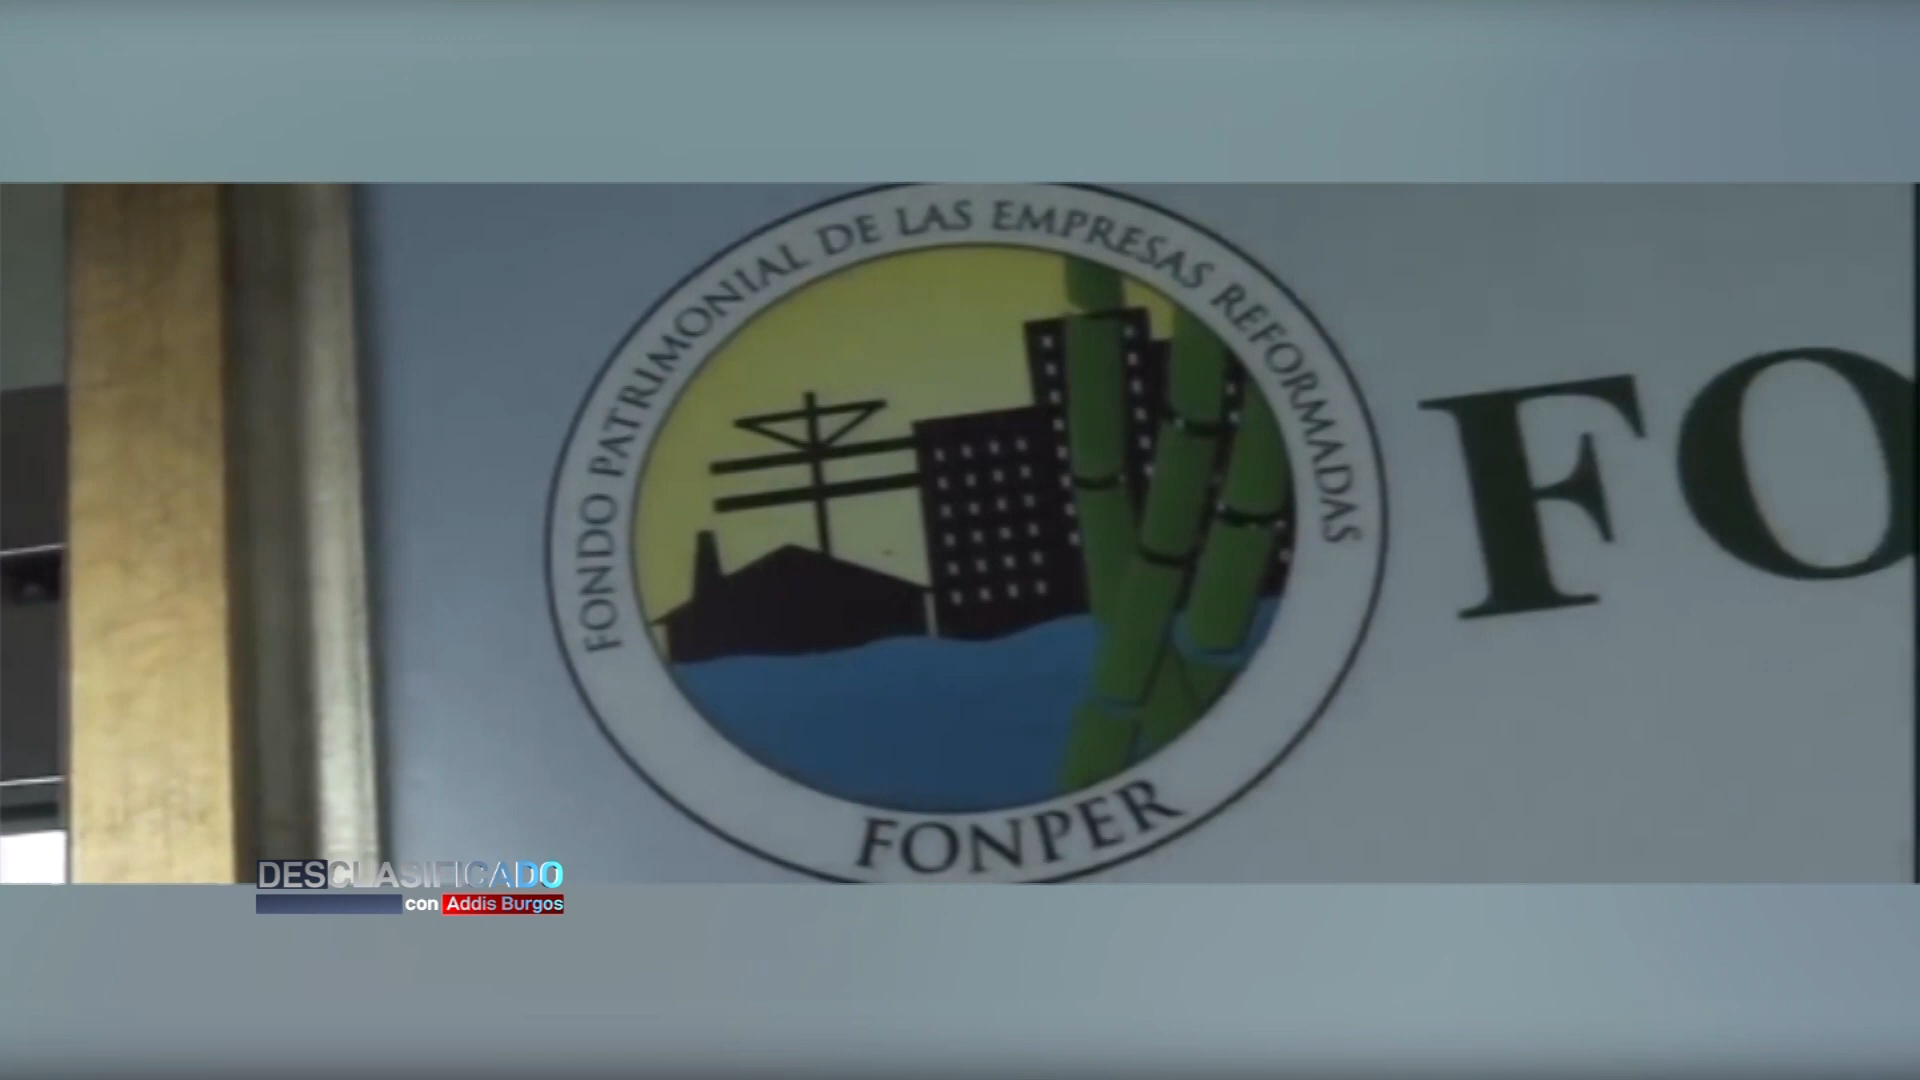 FONDO PATRIMONIAL DE LAS EMPRESAS REFORMADAS
FONPER
FO
DESCLASIFICADO
con Addis Burgos